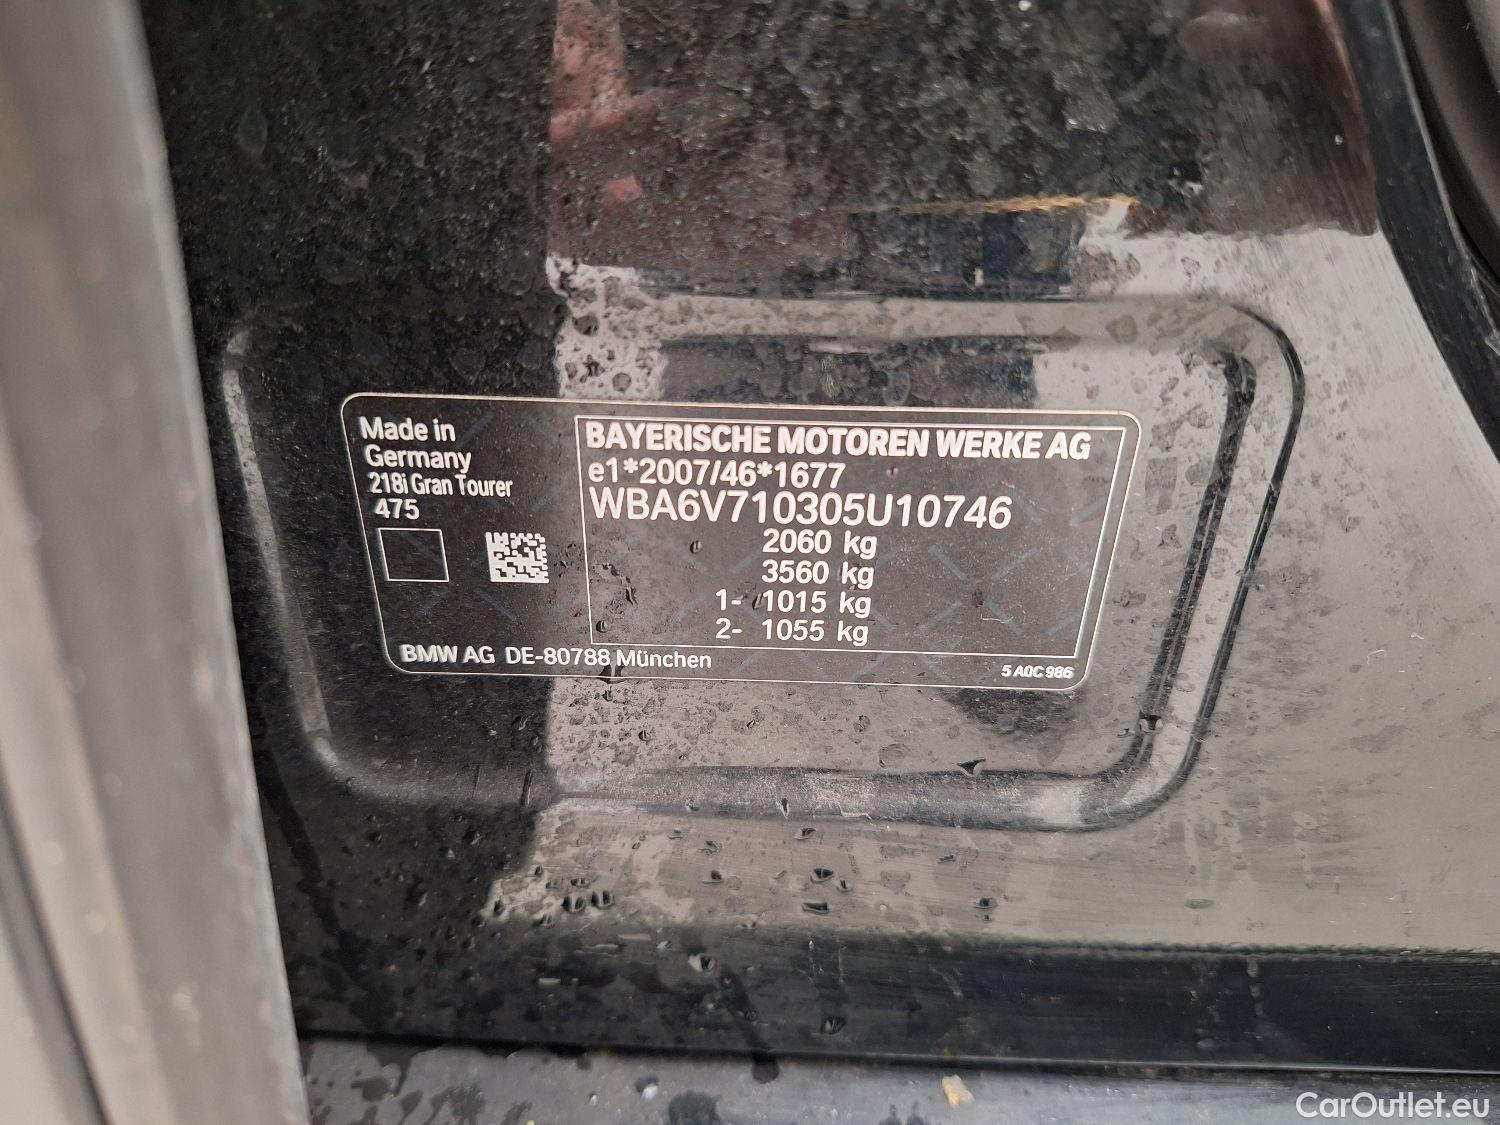 Made in
Germany
218i Gran Tourer
475
BAYERISCHE MOTOREN WERKE AG
e1*2007/46*1677
WBA6V710305U10746
2060 kg
3560 kg
1- 1015 kg
2- 1055 kg
BMW AG DE-80788 München
5 A0C 986
CarOutlet.eu